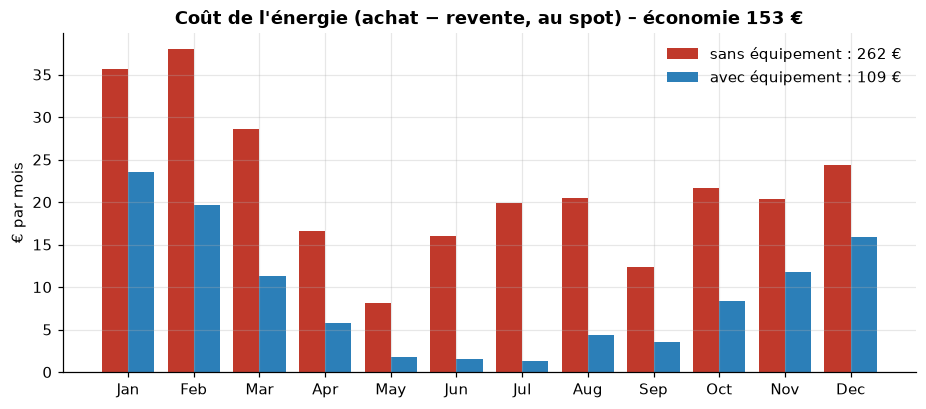 Coût de l'énergie (achat − revente, au spot) – économie 153 €
sans équipement : 262 €
avec équipement : 109 €
€ par mois
35
30
25
20
15
10
5
0
Jan Feb Mar Apr May Jun Jul Aug Sep Oct Nov Dec